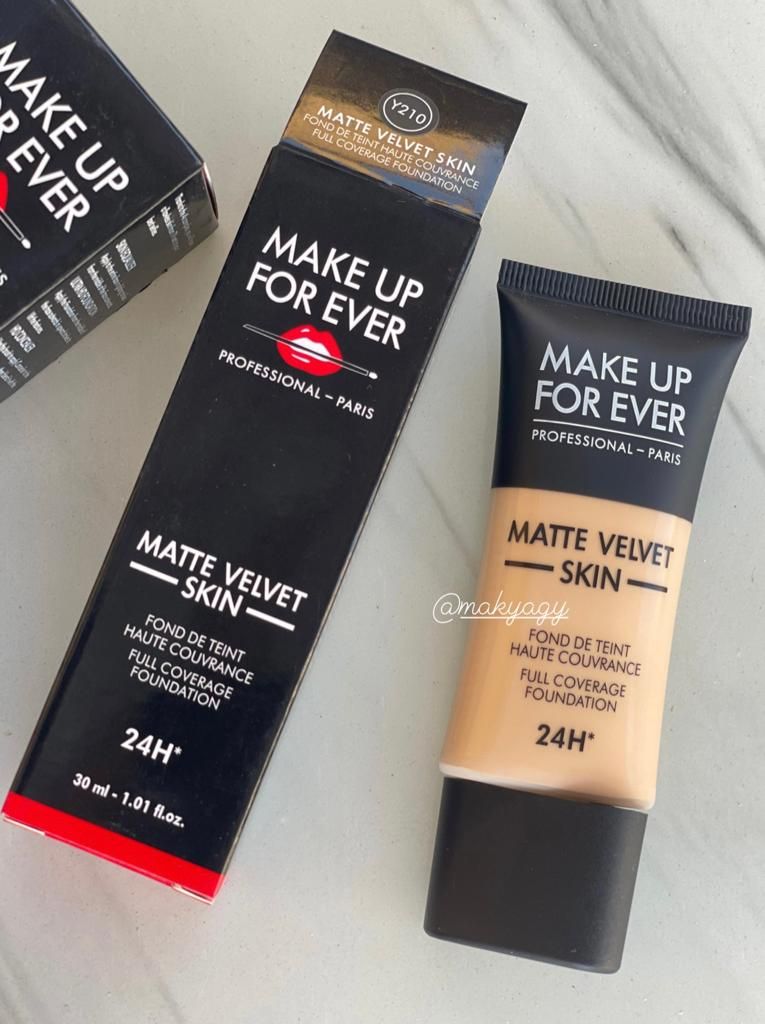 MAKE UP
R EVER
Y210
MATTE VELVET SKIN
FOND DE TEINT HAUTE COUVRANCE
FULL COVERAGE FOUNDATION
MAKE UP
FOR EVER
PROFESSIONAL – PARIS
MATTE VELVET
SKIN
FOND DE TEINT
HAUTE COUVRANCE
FULL COVERAGE
FOUNDATION
24H*
30 ml - 1.01 fl.oz.
MAKE UP
FOR EVER
PROFESSIONAL – PARIS
MATTE VELVET
SKIN
FOND DE TEINT
HAUTE COUVRANCE
FULL COVERAGE
FOUNDATION
24H*
@makyagy